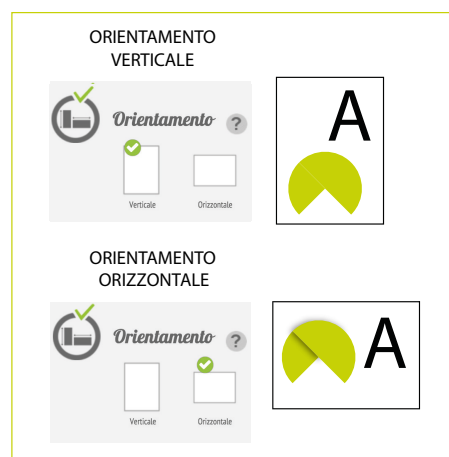 ORIENTAMENTO
VERTICALE
Orientamento ?
Verticale Orizzontale
A
ORIENTAMENTO
ORIZZONTALE
Orientamento ?
Verticale Orizzontale
A